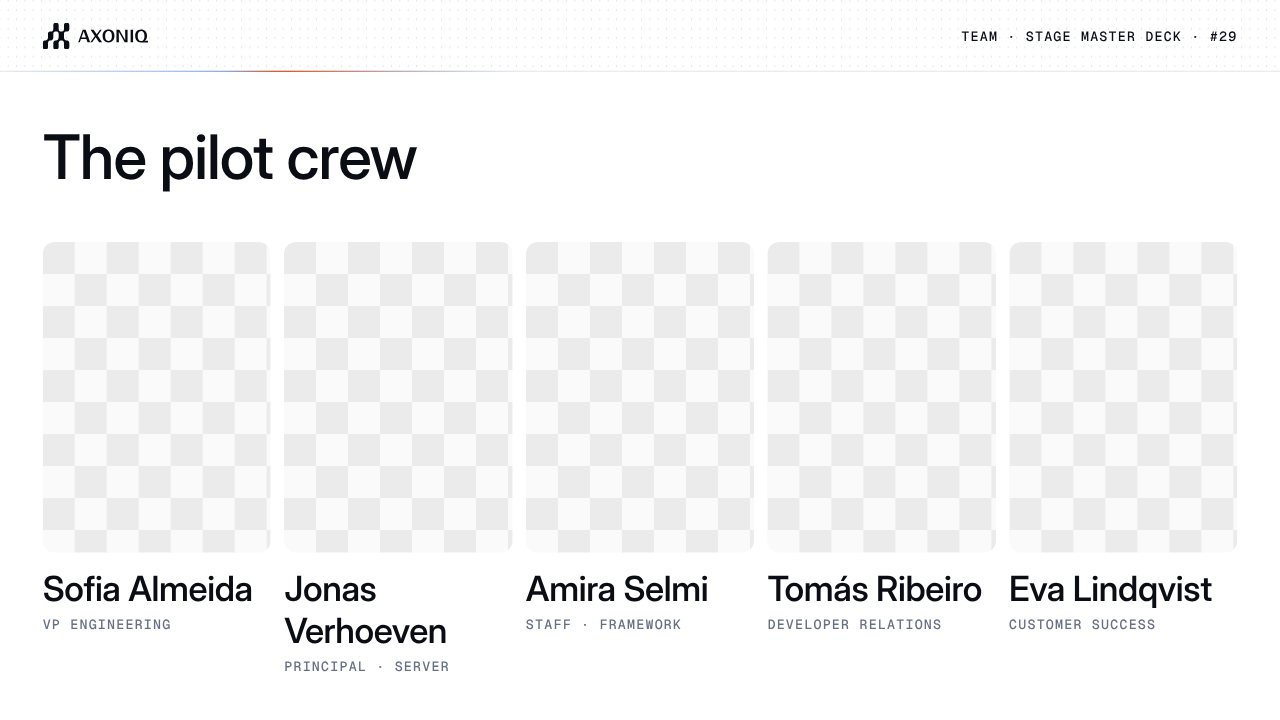 AXONIQ
TEAM · STAGE MASTER DECK · #29
The pilot crew
Sofia Almeida
VP ENGINEERING
Jonas
Verhoeven
PRINCIPAL · SERVER
Amira Selmi
STAFF · FRAMEWORK
Tomás Ribeiro
DEVELOPER RELATIONS
Eva Lindqvist
CUSTOMER SUCCESS